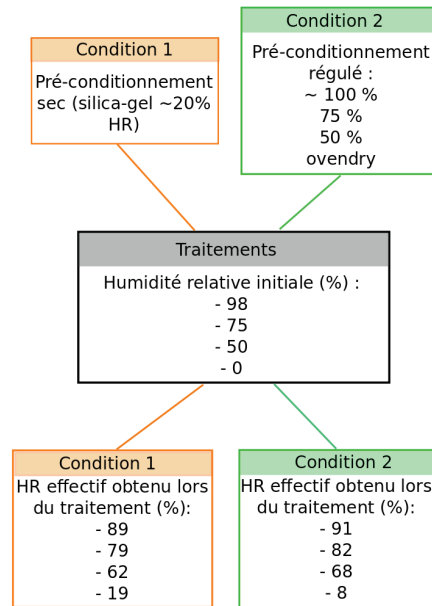 Condition 1
Pré-conditionnement
sec (silica-gel ~20%
HR)
Condition 2
Pré-conditionnement
régulé :
~ 100 %
75 %
50 %
ovendry
Traitements
Humidité relative initiale (%) :
- 98
- 75
- 50
- 0
Condition 1
HR effectif obtenu lors
du traitement (%):
- 89
- 79
- 62
- 19
Condition 2
HR effectif obtenu lors
du traitement (%):
- 91
- 82
- 68
- 8